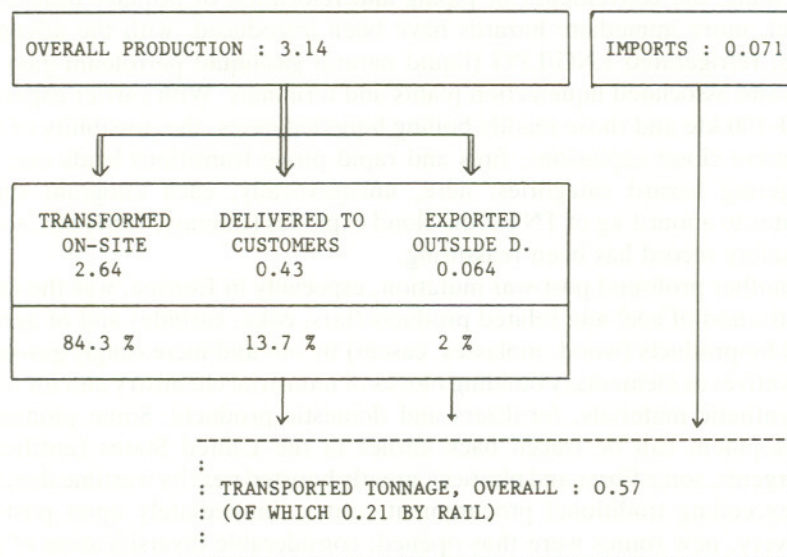 OVERALL PRODUCTION : 3.14
IMPORTS : 0.071
TRANSFORMED ON-SITE
2.64
DELIVERED TO CUSTOMERS
0.43
EXPORTED OUTSIDE D.
0.064
84.3 %
13.7 %
2 %
TRANSPORTED TONNAGE, OVERALL : 0.57
(OF WHICH 0.21 BY RAIL)